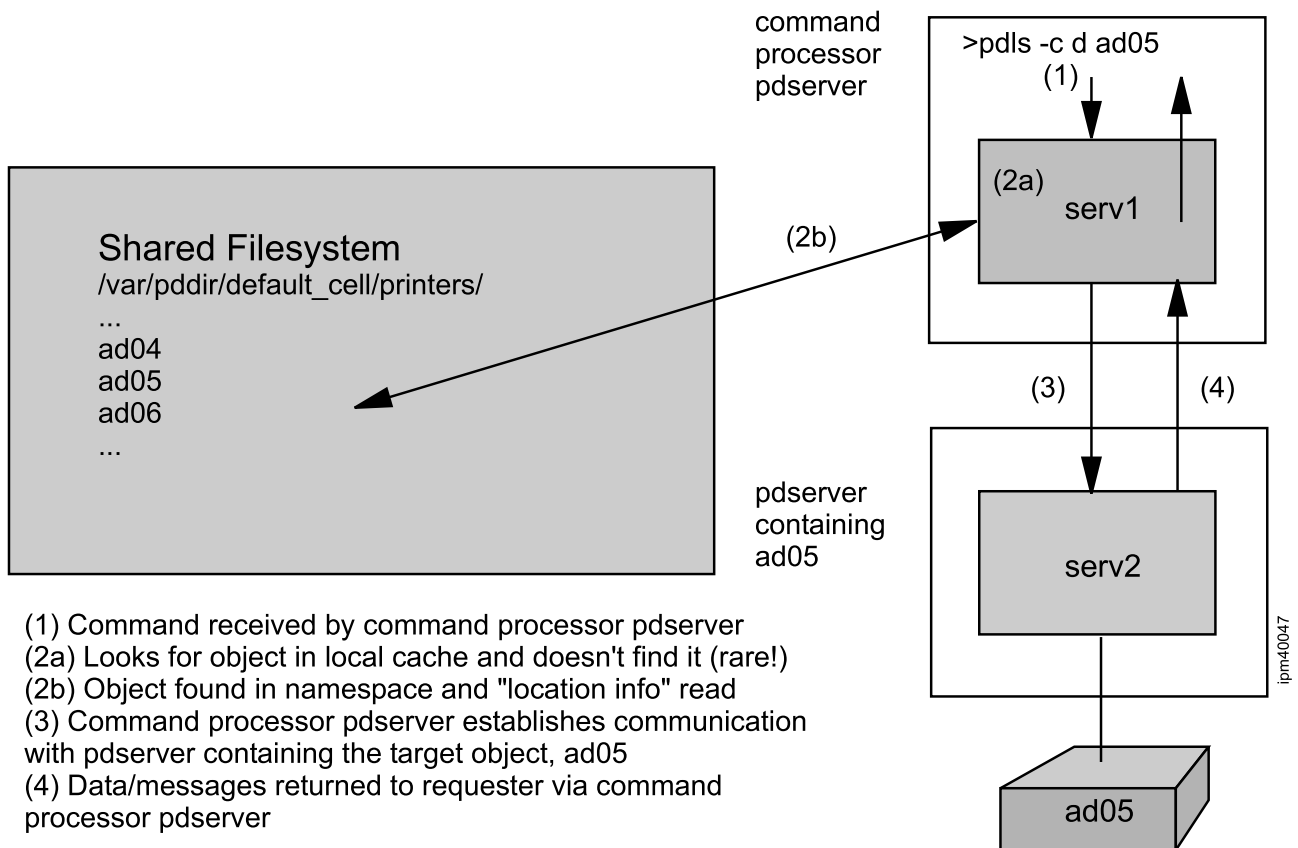 command
processor
pdserver
>pdls -c d ad05
(1)
(2a)
serv1
(2b)
Shared Filesystem
/var/pddir/default_cell/printers/
...
ad04
ad05
ad06
...
(3)
(4)
pdserver
containing
ad05
serv2
ad05
ipm40047
(1) Command received by command processor pdserver
(2a) Looks for object in local cache and doesn't find it (rare!)
(2b) Object found in namespace and "location info" read
(3) Command processor pdserver establishes communication
with pdserver containing the target object, ad05
(4) Data/messages returned to requester via command
processor pdserver